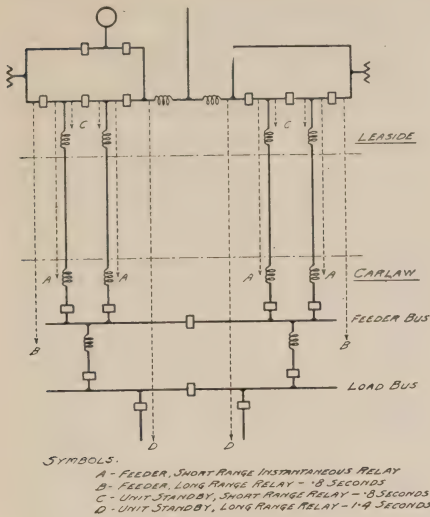 C
C
LEASIDE
A
A
A
A
CARLAW
FEEDER BUS
B
B
LOAD BUS
D
D
SYMBOLS.
A - FEEDER, SHORT RANGE INSTANTANEOUS RELAY
B - FEEDER, LONG RANGE RELAY - .8 SECONDS
C - UNIT STANDBY, SHORT RANGE RELAY - .8 SECONDS
D - UNIT STANDBY, LONG RANGE RELAY - 1.4 SECONDS